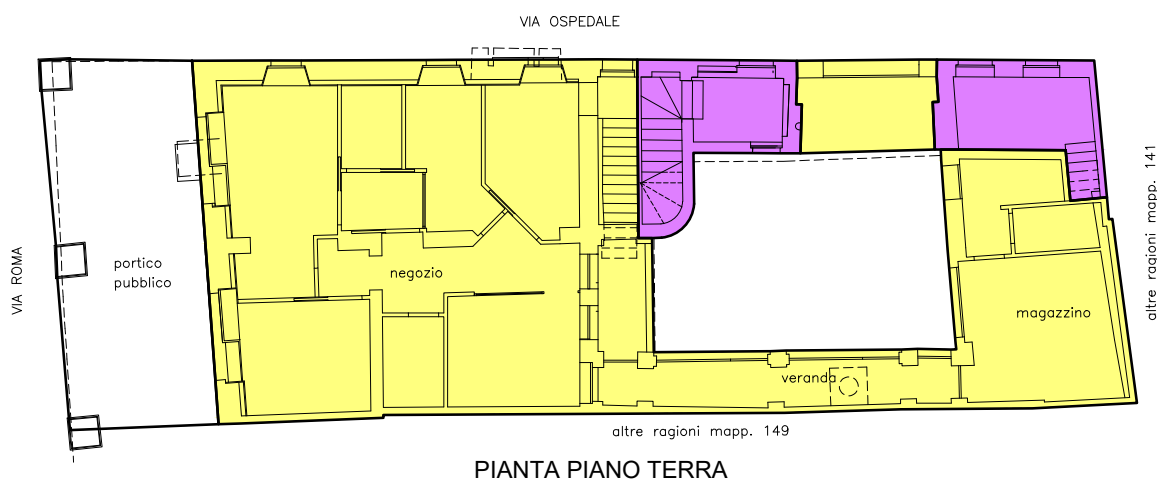 VIA OSPEDALE
VIA ROMA
portico
pubblico
negozio
magazzino
veranda
altre ragioni mapp. 141
altre ragioni mapp. 149
PIANTA PIANO TERRA